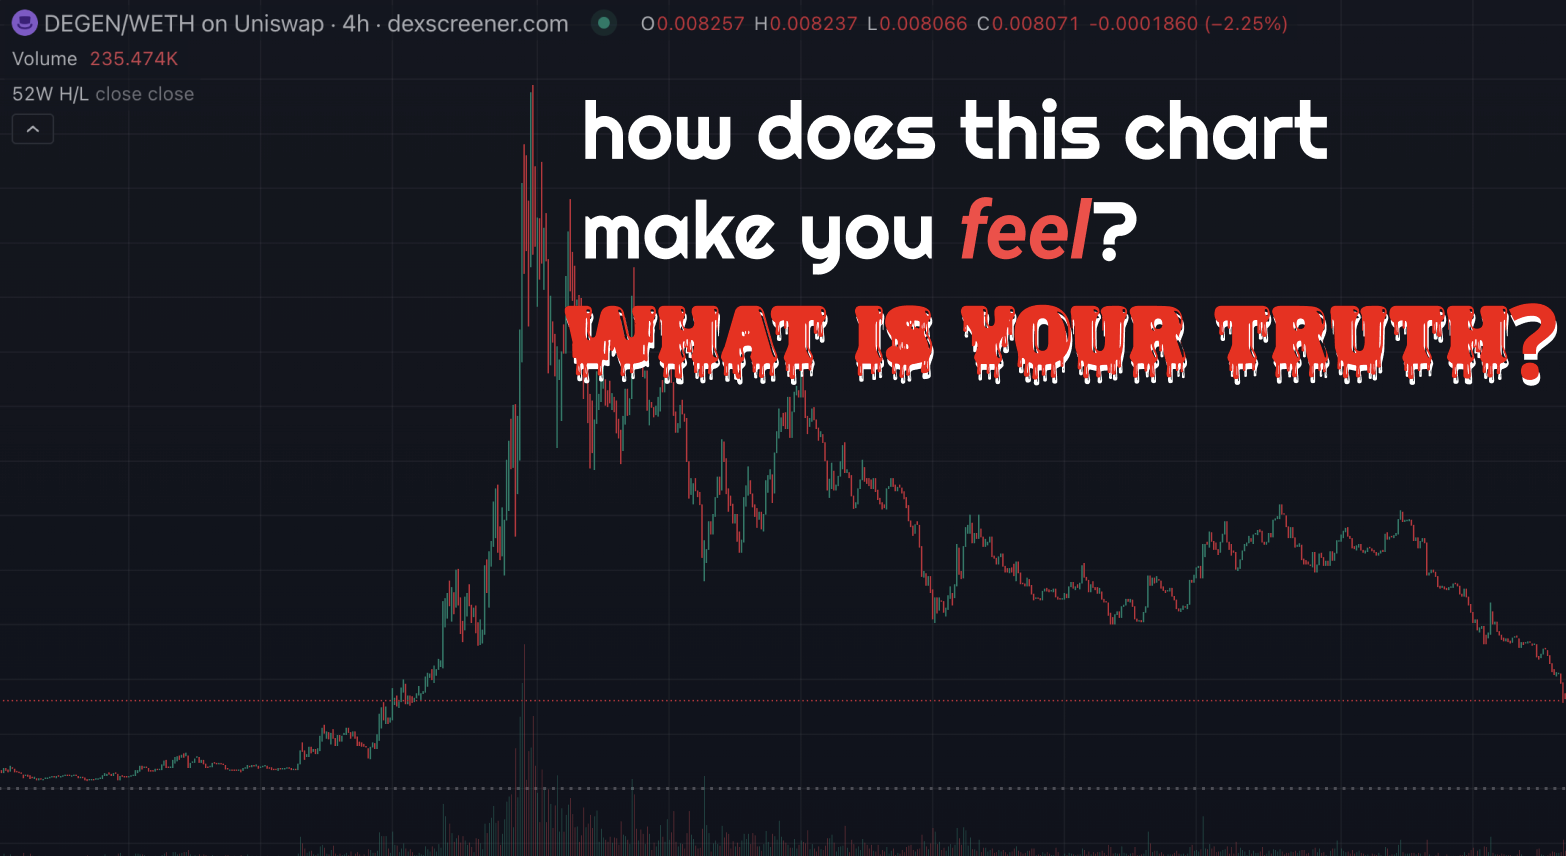 DEGEN/WETH on Uniswap · 4h · dexscreener.com O0.008257 H0.008237 L0.008066 C0.008071 -0.0001860 (−2.25%)
Volume 235.474K
52W H/L close close
how does this chart
make you feel?
WHAT IS YOUR TRUTH?